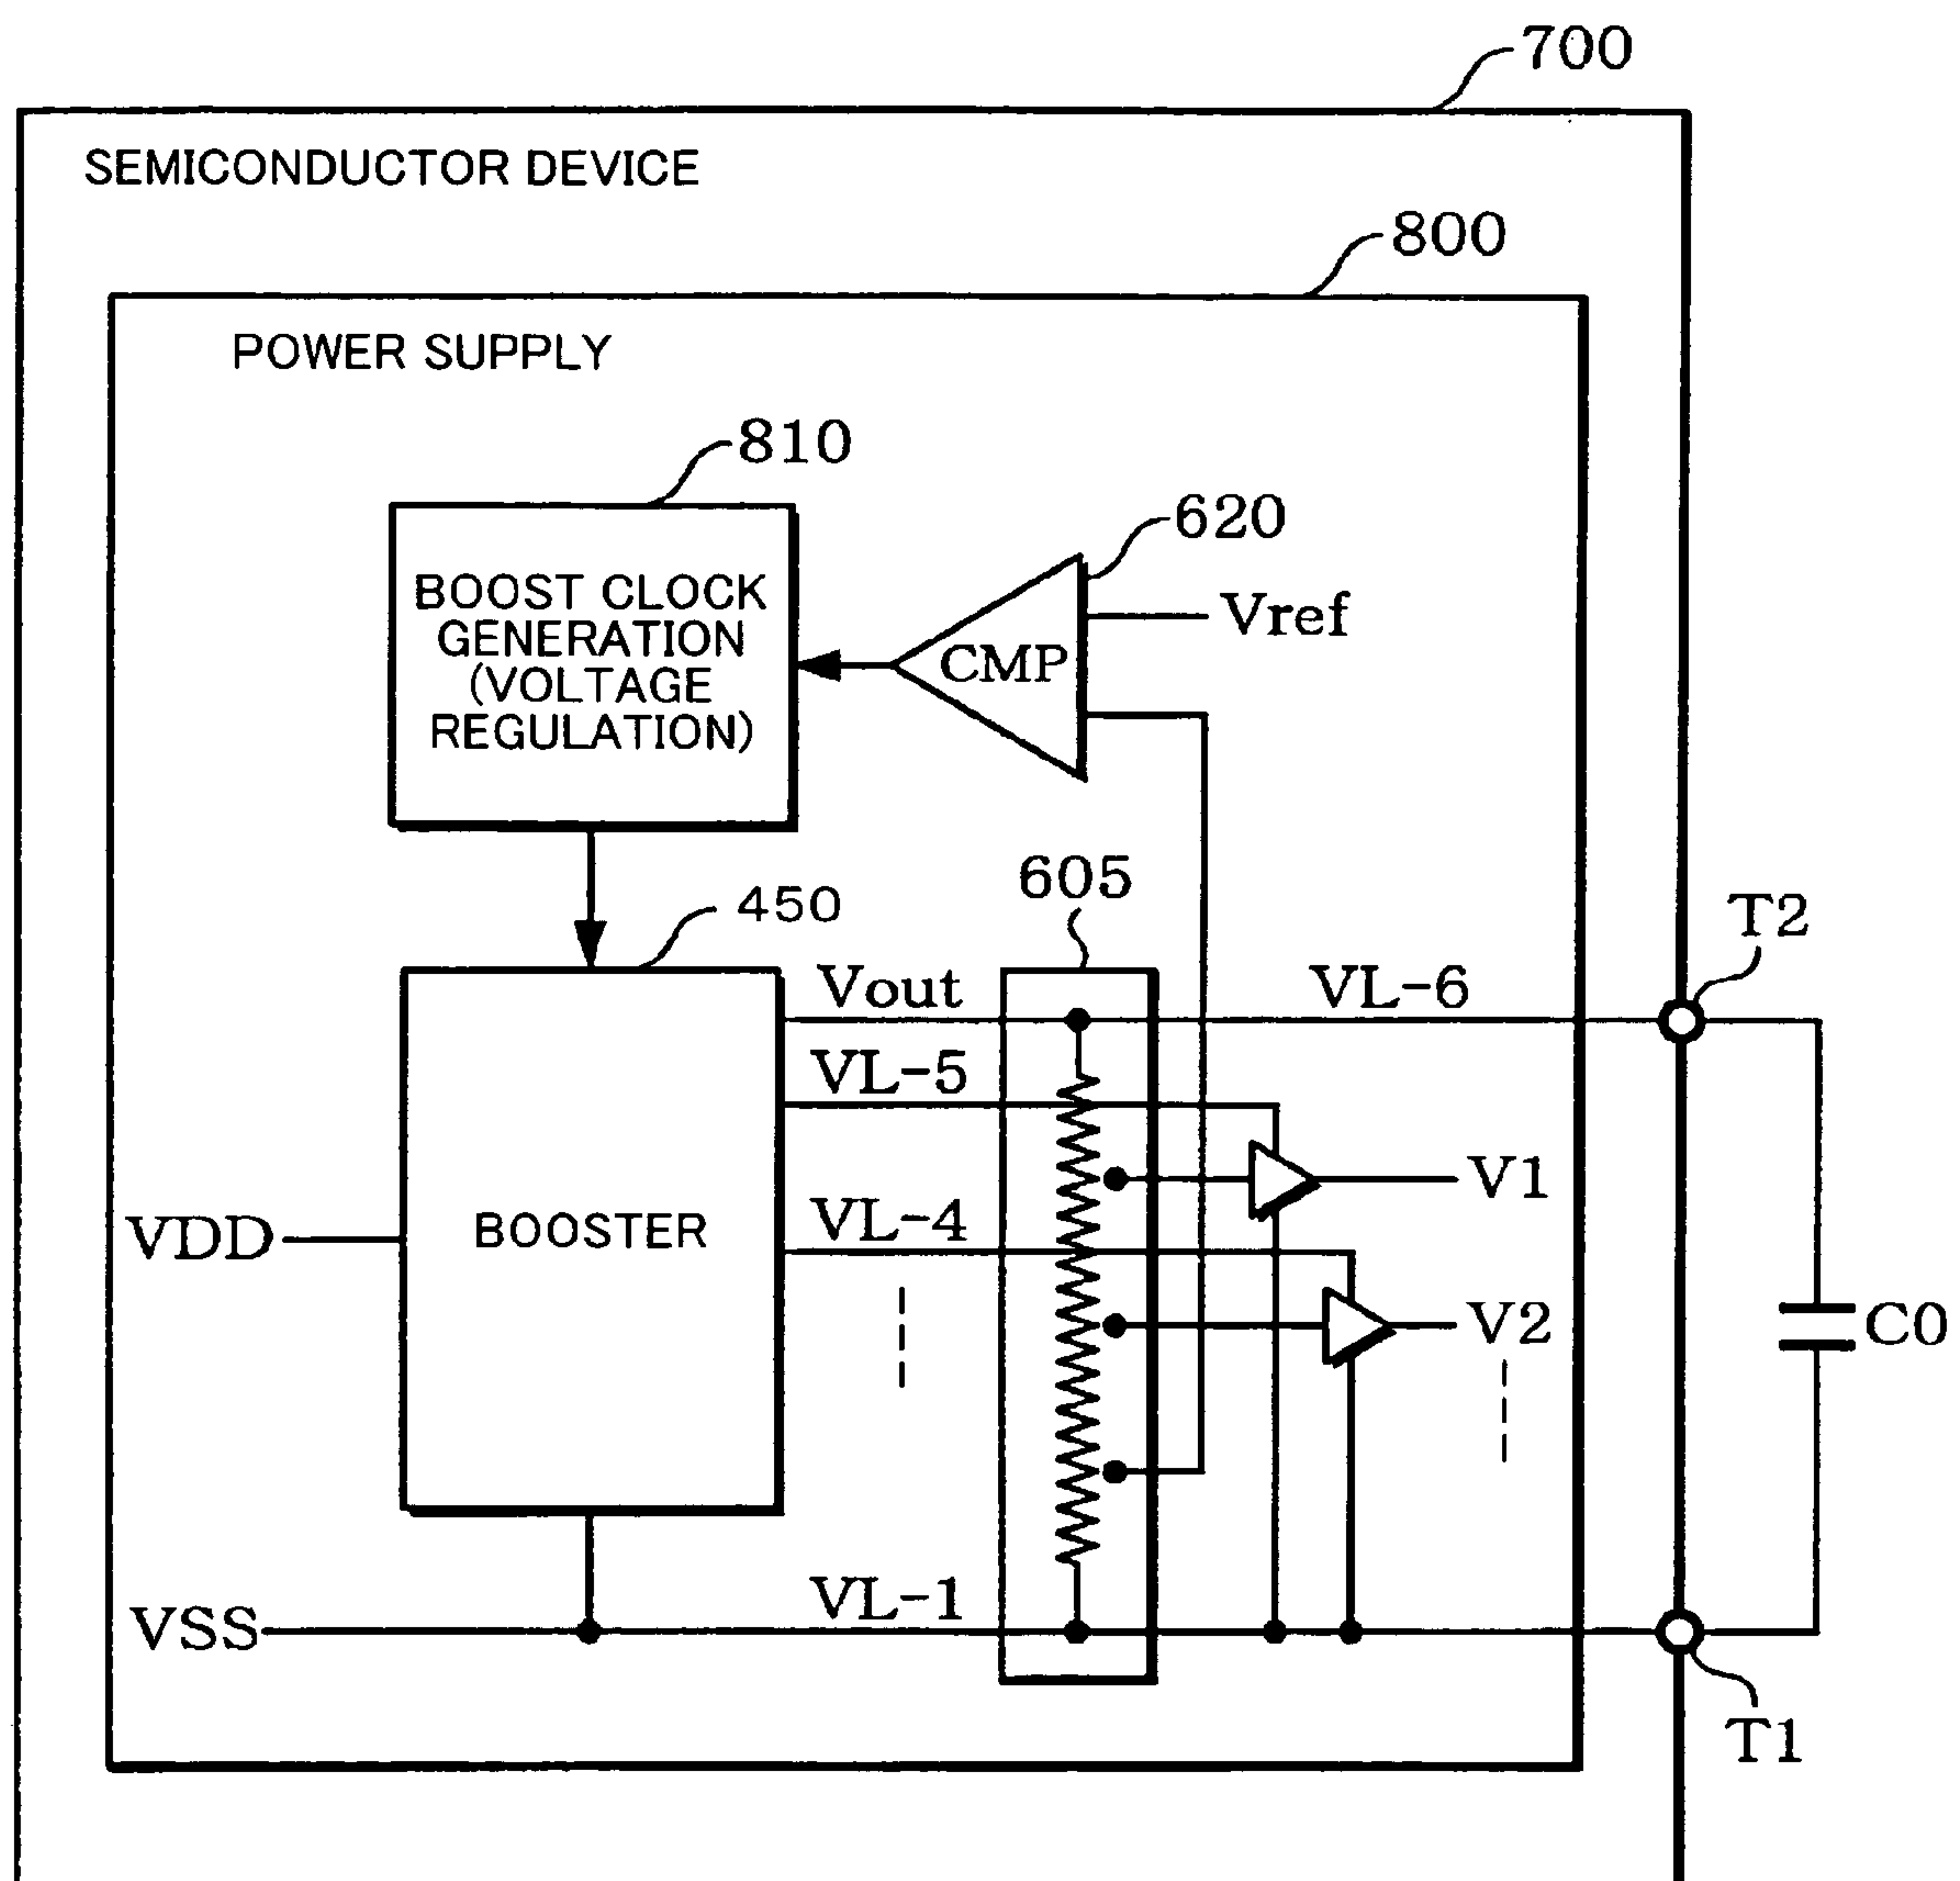 700
SEMICONDUCTOR DEVICE
800
POWER SUPPLY
810
620
BOOST CLOCK
GENERATION
(VOLTAGE
REGULATION)
CMP
Vref
605
450
T2
Vout
VL-6
VL-5
V1
VL-4
VDD
BOOSTER
V2
C0
VL-1
VSS
T1